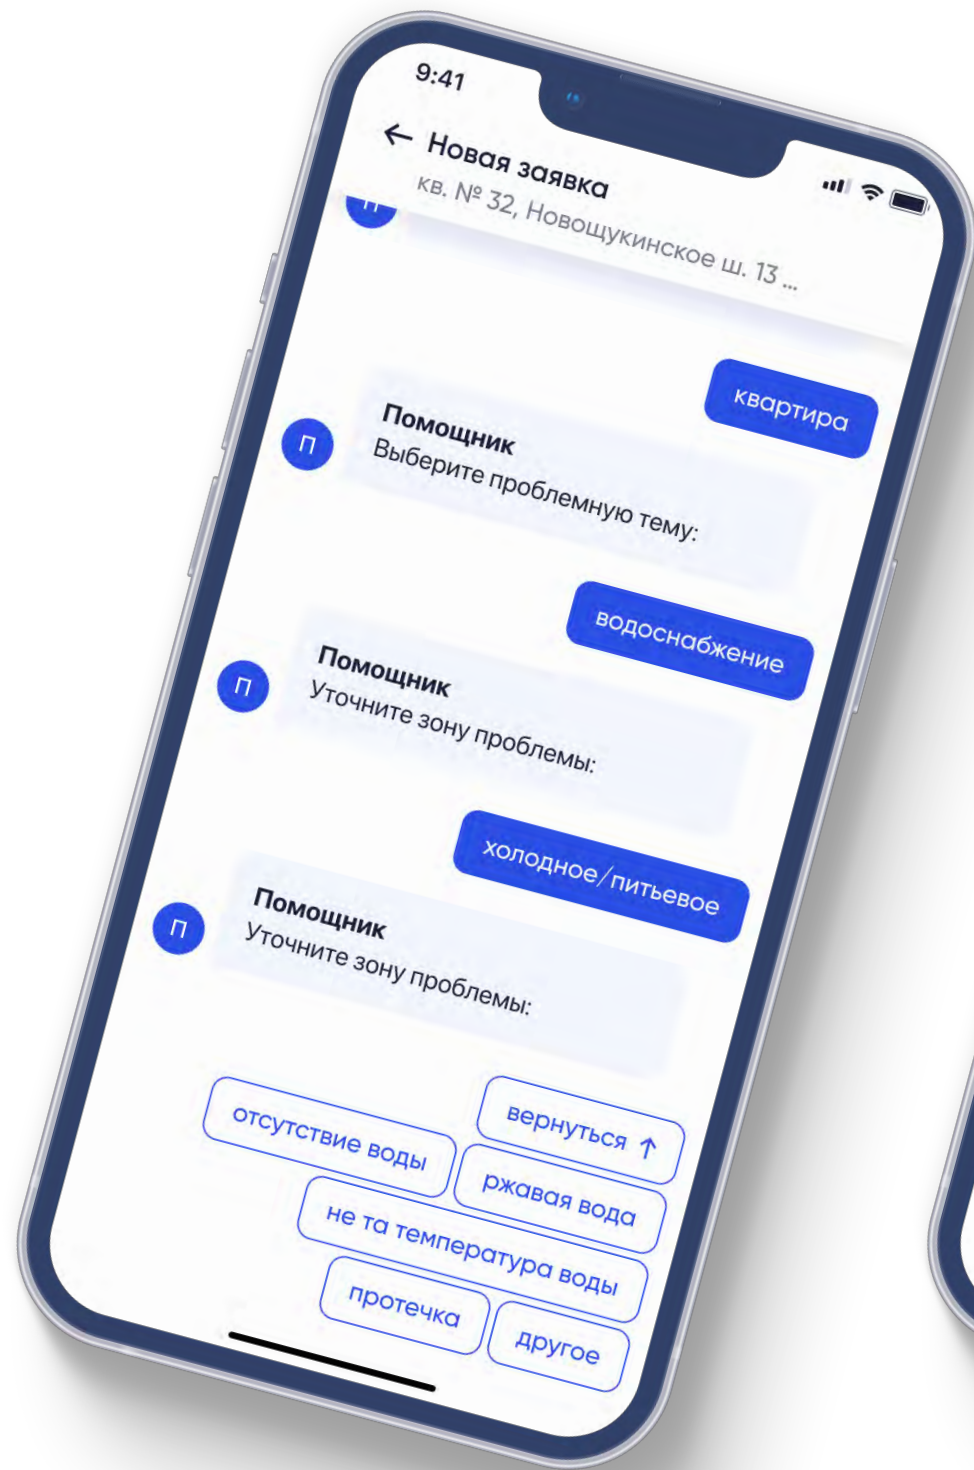 9:41
← Новая заявка
кв. № 32, Новощукинское ш. 13 ...
П
квартира
Помощник
П
Выберите проблемную тему:
водоснабжение
Помощник
П
Уточните зону проблемы:
холодное/питьевое
Помощник
П
Уточните зону проблемы:
вернуться ↑
отсутствие воды
ржавая вода
не та температура воды
протечка
другое